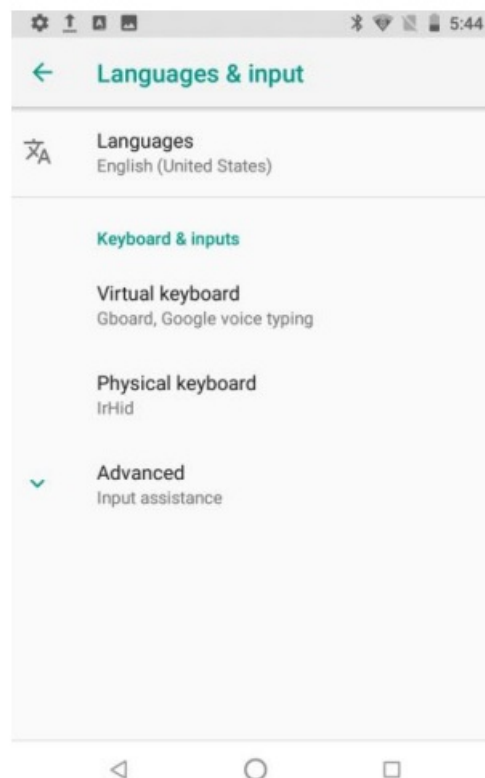 5:44
Languages & input
Languages
English (United States)
Keyboard & inputs
Virtual keyboard
Gboard, Google voice typing
Physical keyboard
IrHid
Advanced
Input assistance